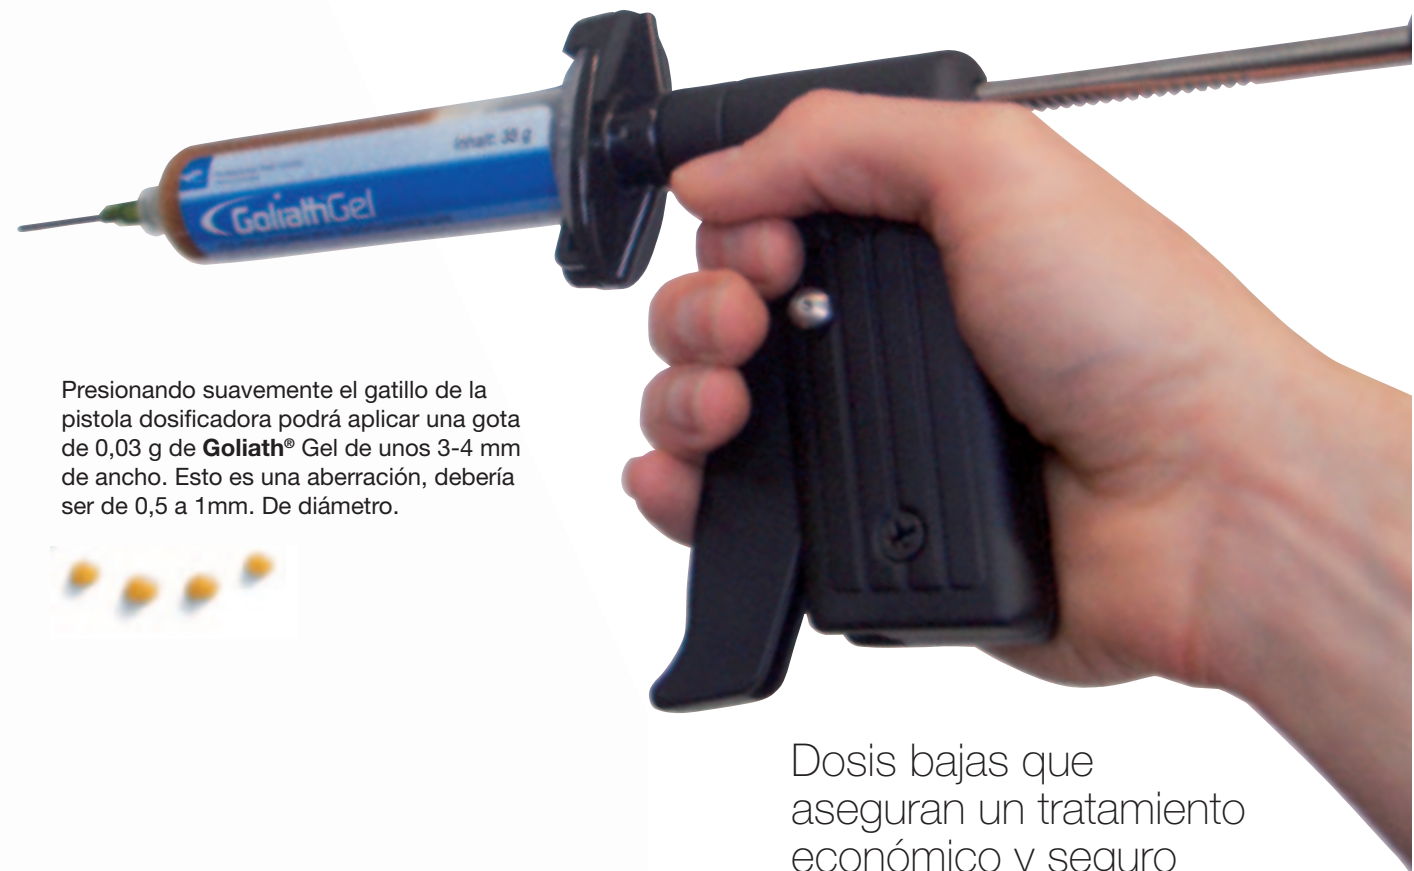 Inhalt: 35 g
GoliathGel
Presionando suavemente el gatillo de la
pistola dosificadora podrá aplicar una gota
de 0,03 g de Goliath® Gel de unos 3-4 mm
de ancho. Esto es una aberración, debería
ser de 0,5 a 1mm. De diámetro.
Dosis bajas que
aseguran un tratamiento
económico y seguro